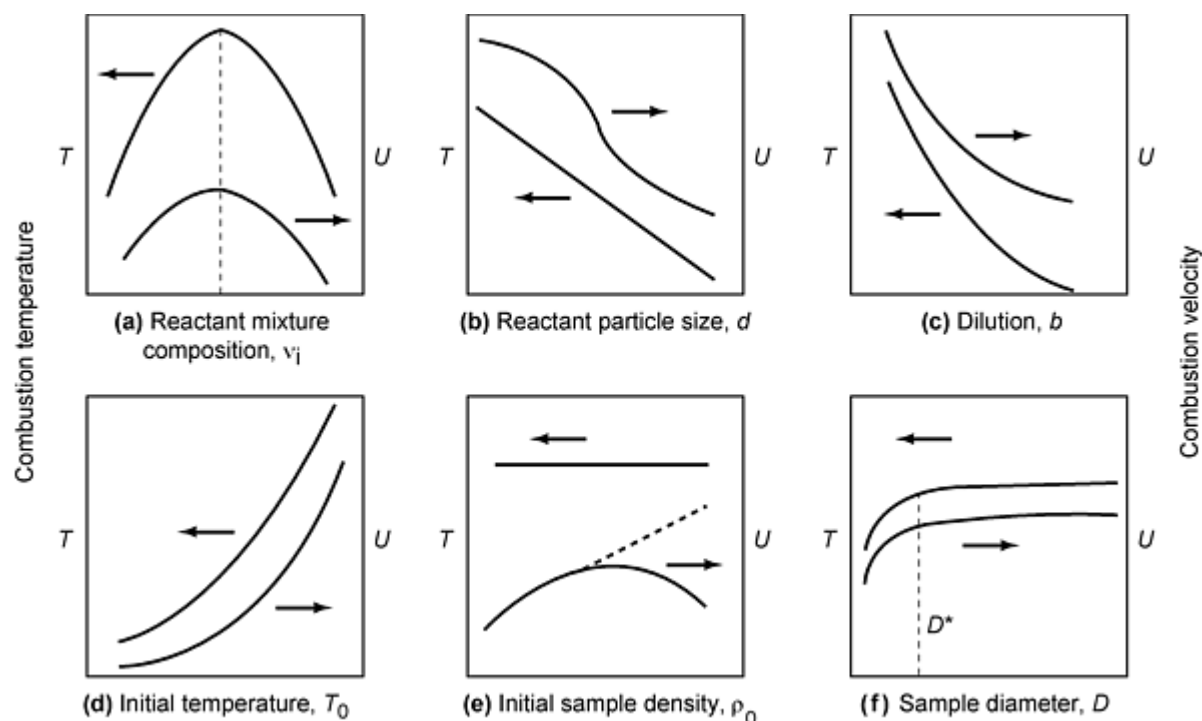 Combustion temperature
Combustion velocity
T
U
(a) Reactant mixture
composition, νi
T
U
(b) Reactant particle size, d
T
U
(c) Dilution, b
T
U
(d) Initial temperature, T0
T
U
(e) Initial sample density, ρ0
T
U
D*
(f) Sample diameter, D